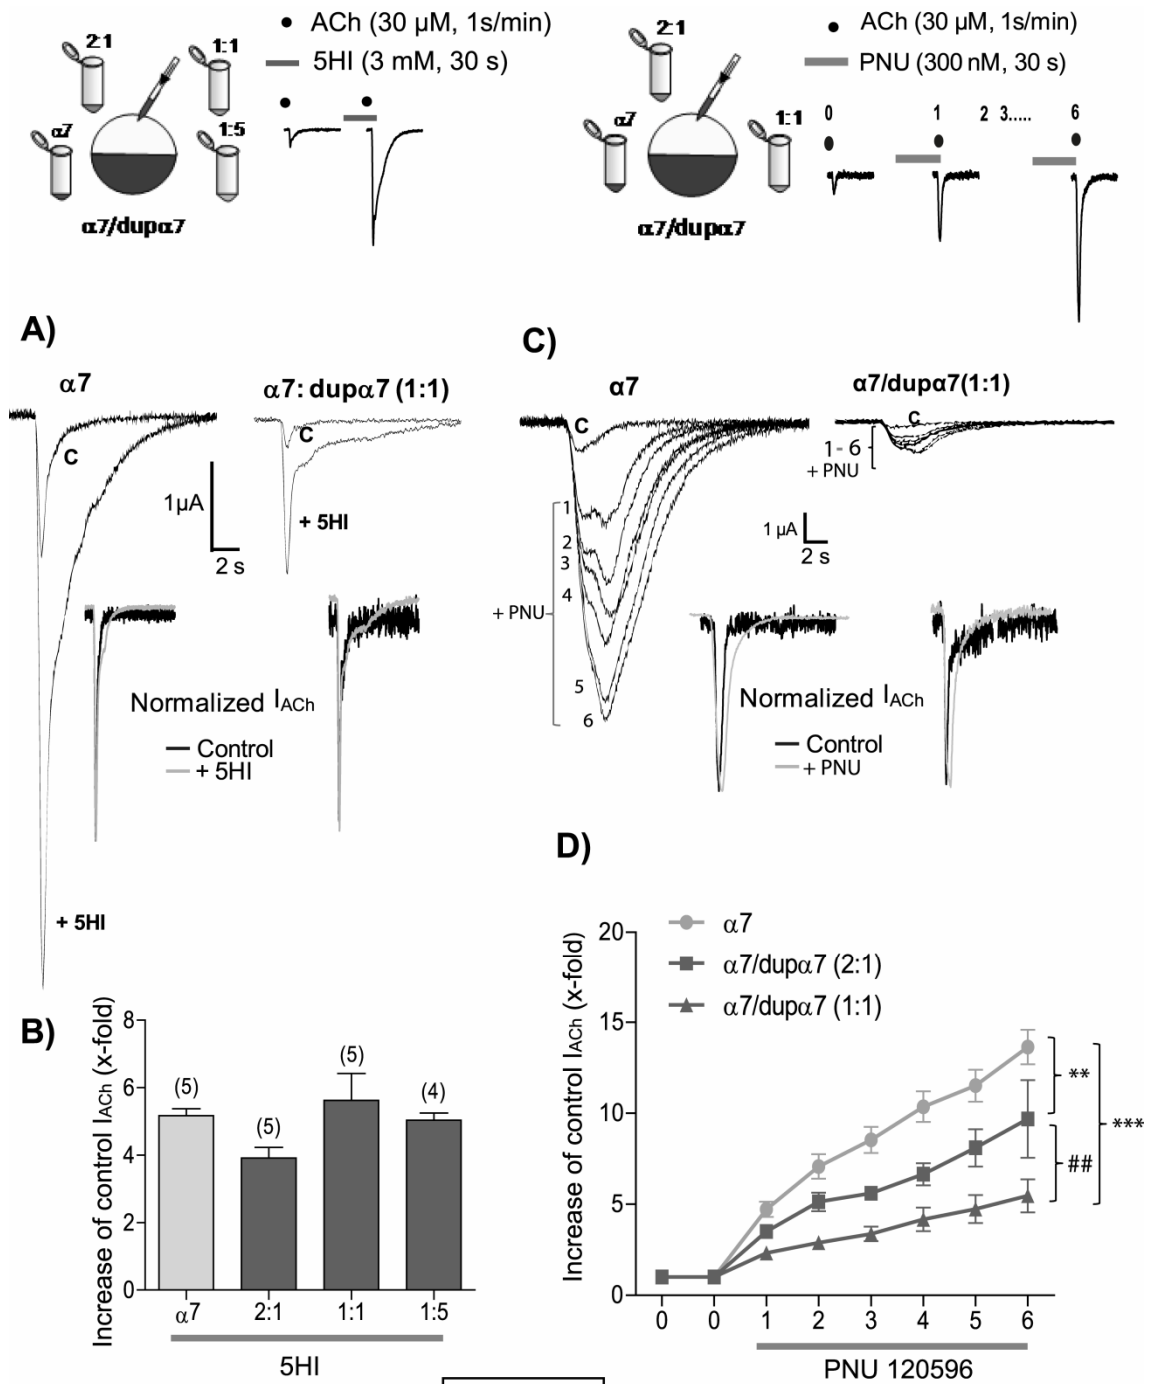 2:1
1:1
α7
1:5
α7/dupα7
ACh (30 µM, 1s/min)
5HI (3 mM, 30 s)
2:1
α7
1:1
α7/dupα7
ACh (30 µM, 1s/min)
PNU (300 nM, 30 s)
0 1 2 3..... 6
A)
α7
α7: dupα7 (1:1)
C
C
1µA
2 s
+ 5HI
Normalized IACh
Control
+ 5HI
+ 5HI
C)
α7
α7/dupα7(1:1)
C
C
1 - 6
+ PNU
1
2
3
4
5
6
+ PNU
1 µA
2 s
Normalized IACh
Control
+ PNU
B)
Increase of control IACh (x-fold)
8
6
4
2
0
(5)
(5)
(5)
(4)
α7 2:1 1:1 1:5
5HI
D)
α7
α7/dupα7 (2:1)
α7/dupα7 (1:1)
Increase of control IACh (x-fold)
20
15
10
5
0
**
***
##
0 0 1 2 3 4 5 6
PNU 120596